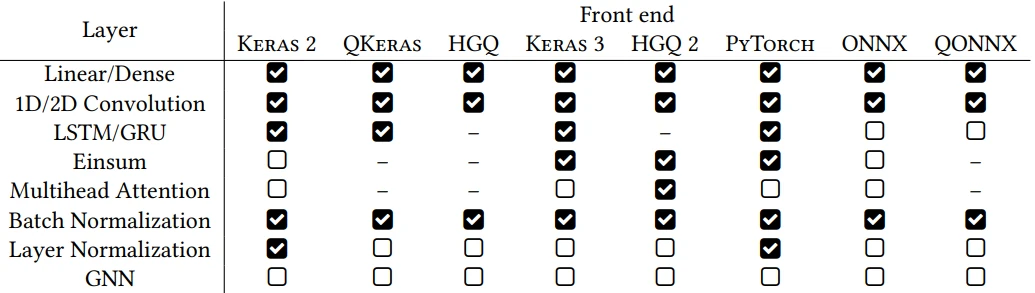 Layer Front end
Keras 2 QKeras HGQ Keras 3 HGQ 2 PyTorch ONNX QONNX
Linear/Dense ☑ ☑ ☑ ☑ ☑ ☑ ☑ ☑
1D/2D Convolution ☑ ☑ ☑ ☑ ☑ ☑ ☑ ☑
LSTM/GRU ☑ ☑ – ☑ – ☑ ☐ ☐
Einsum ☐ – – ☑ ☑ ☑ ☐ –
Multihead Attention ☐ – – ☐ ☑ ☐ ☐ –
Batch Normalization ☑ ☑ ☑ ☑ ☑ ☑ ☑ ☑
Layer Normalization ☑ ☐ ☐ ☐ ☐ ☑ ☐ ☐
GNN ☐ ☐ ☐ ☐ ☐ ☐ ☐ ☐